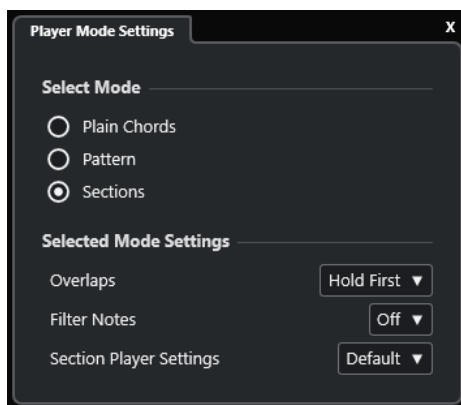 Player Mode Settings X
Select Mode
Plain Chords
Pattern
Sections
Selected Mode Settings
Overlaps Hold First ▼
Filter Notes Off ▼
Section Player Settings Default ▼